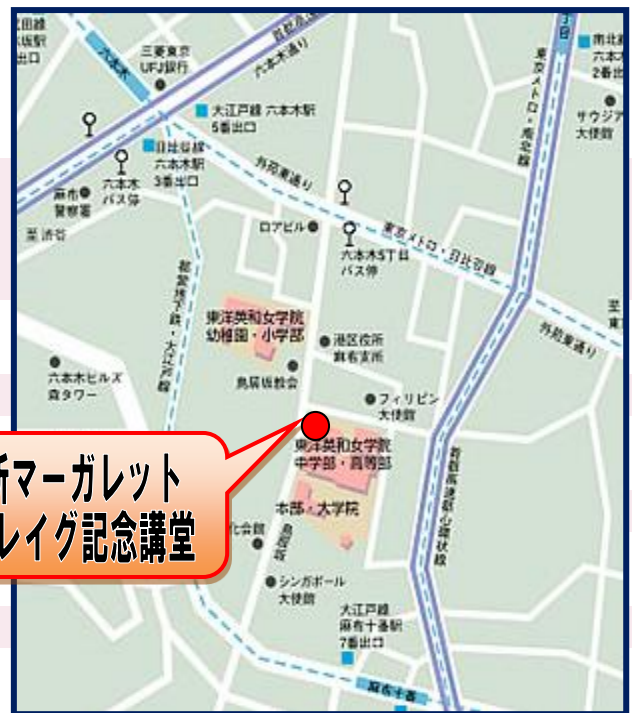 六本木
三菱東京
UFJ銀行
六本木通り
大江戸線 六本木駅
5番出口
日比谷線
六本木駅
3番出口
六本木
バス停
麻布
警察署
至 渋谷
外苑東通り
ロアビル
六本木5丁目
バス停
東京メトロ・日比谷線
東京メトロ・南北線
サウジア
大使館
都営地下鉄・大江戸線
東洋英和女学院
幼稚園・小学部
港区役所
麻布支所
外苑東通り
六本木ヒルズ
森タワー
鳥居坂教会
フィリピン
大使館
東洋英和女学院
中学部・高等部
新マーガレット
レイグ記念講堂
本部・大学院
化会館
鳥居坂
首都高速都心環状線
シンガポール
大使館
大江戸線
麻布十番駅
7番出口
麻布十番